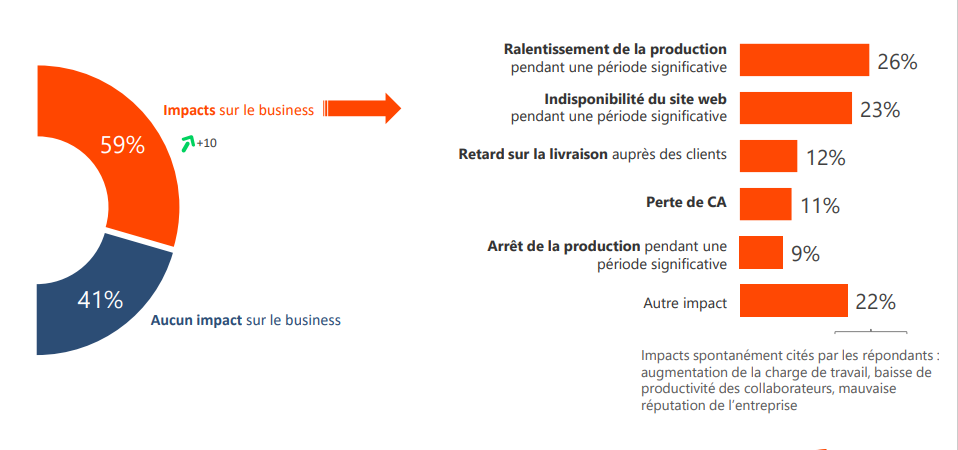 59%
Impacts sur le business
+10
41%
Aucun impact sur le business
Ralentissement de la production
pendant une période significative
26%
Indisponibilité du site web
pendant une période significative
23%
Retard sur la livraison auprès des clients
12%
Perte de CA
11%
Arrêt de la production pendant une
période significative
9%
Autre impact
22%
Impacts spontanément cités par les répondants :
augmentation de la charge de travail, baisse de
productivité des collaborateurs, mauvaise
réputation de l'entreprise